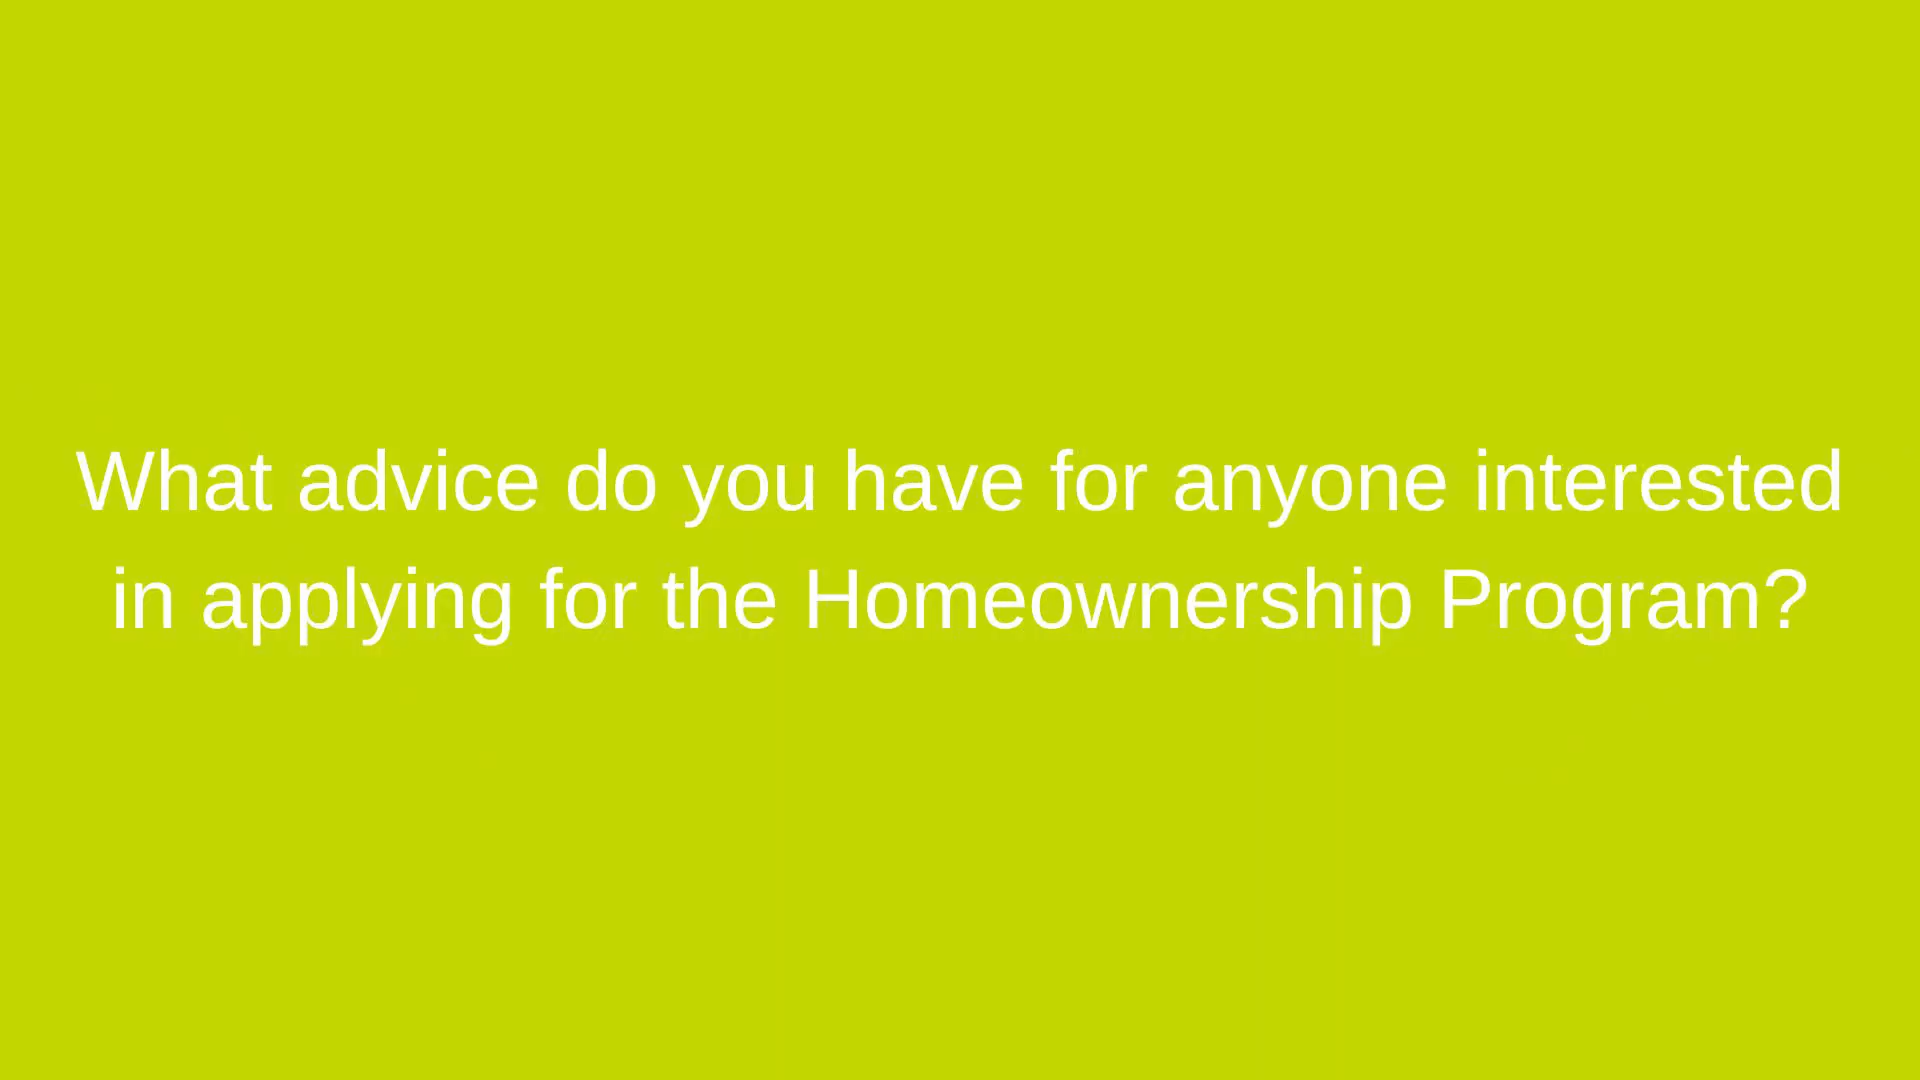 What advice do you have for anyone interested
in applying for the Homeownership Program?